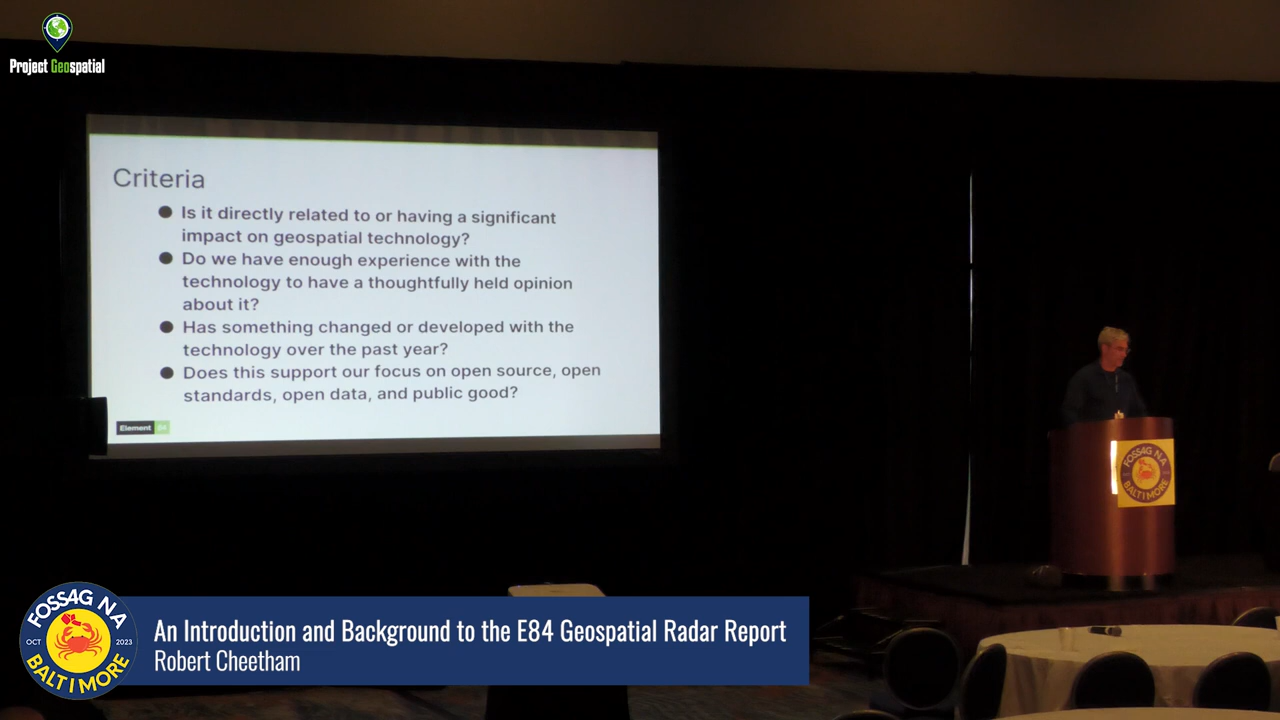 Project Geospatial
Criteria
● Is it directly related to or having a significant
impact on geospatial technology?
● Do we have enough experience with the
technology to have a thoughtfully held opinion
about it?
● Has something changed or developed with the
technology over the past year?
● Does this support our focus on open source, open
standards, open data, and public good?
Element 84
FOSS4G NA
BALTIMORE
FOSS4G NA
OCT 2023
BALTIMORE
An Introduction and Background to the E84 Geospatial Radar Report
Robert Cheetham